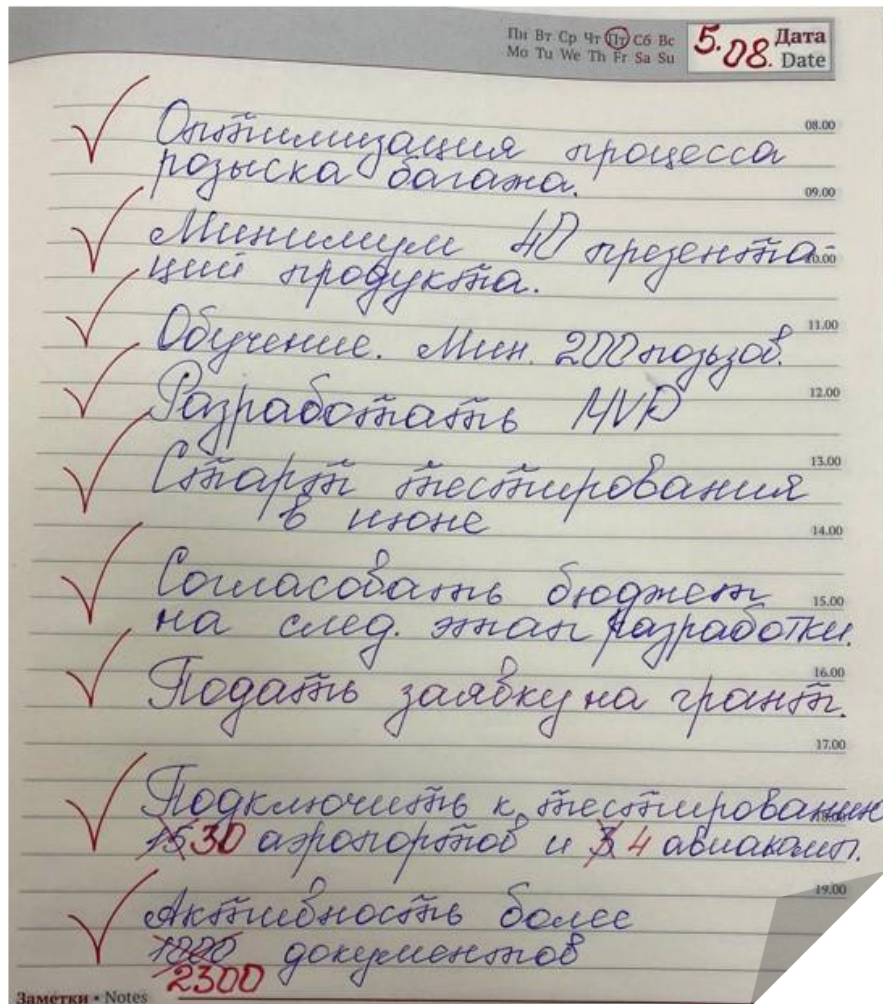 Пн Вт Ср Чт Пт Сб Вс
Mo Tu We Th Fr Sa Su
5.08. Дата
Date
08.00
Оптимизация процесса
розыска багажа.
09.00
Минимум 40 презента-
10.00
ций продукта.
11.00
Обучение. Мин. 200 пользов.
12.00
Разработать MVP
13.00
Старт тестирования
в июне
14.00
Согласовать бюджет
15.00
на след. этап разработки.
16.00
Подать заявку на грант.
17.00
Подключить к тестированию
18.00
15 30 аэропортов и 3 4 авиакомп.
19.00
Активность более
1000 документов
2300
Заметки • Notes